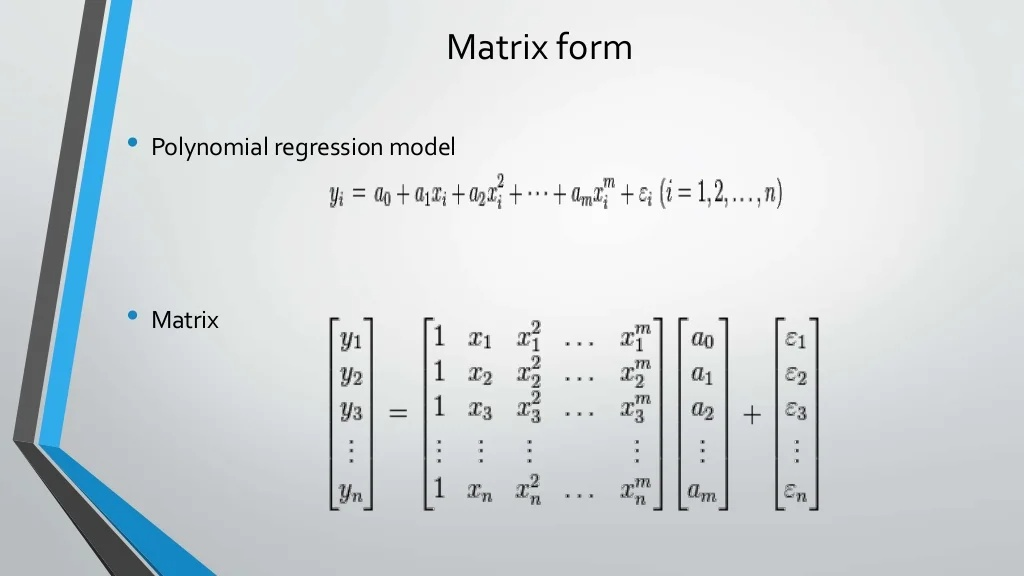 Matrix form
• Polynomial regression model
yᵢ = a₀ + a₁xᵢ + a₂xᵢ² + ⋯ + aₘxᵢᵐ + εᵢ (i = 1,2,…,n)
• Matrix
[y₁ y₂ y₃ ⋮ yₙ] = [1 x₁ x₁² … x₁ᵐ; 1 x₂ x₂² … x₂ᵐ; 1 x₃ x₃² … x₃ᵐ; ⋮ ⋮ ⋮ ⋮; 1 xₙ xₙ² … xₙᵐ] [a₀ a₁ a₂ ⋮ aₘ] + [ε₁ ε₂ ε₃ ⋮ εₙ]